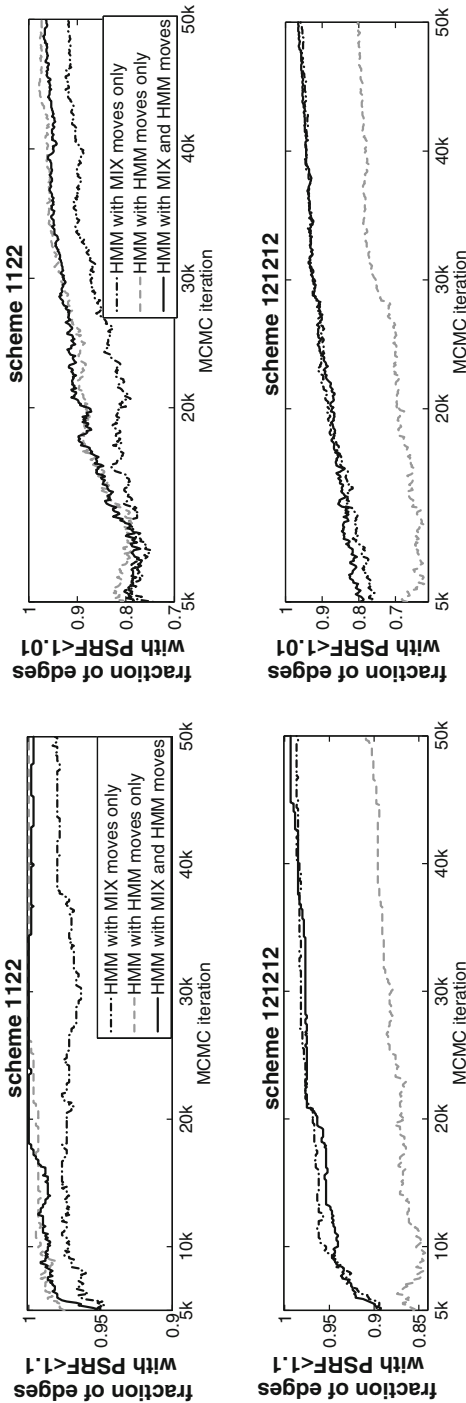 scheme 1122
fraction of edges
with PSRF<1.1
1
0.95
0.9
HMM with MIX moves only
HMM with HMM moves only
HMM with MIX and HMM moves
5k 10k 20k 30k 40k 50k
MCMC iteration
scheme 1122
fraction of edges
with PSRF<1.01
1
0.9
0.8
0.7
HMM with MIX moves only
HMM with HMM moves only
HMM with MIX and HMM moves
5k 20k 30k 40k 50k
MCMC iteration
scheme 121212
fraction of edges
with PSRF<1.1
1
0.95
0.9
0.85
5k 10k 20k 30k 40k 50k
MCMC iteration
scheme 121212
fraction of edges
with PSRF<1.01
1
0.9
0.8
0.7
5k 20k 30k 40k 50k
MCMC iteration